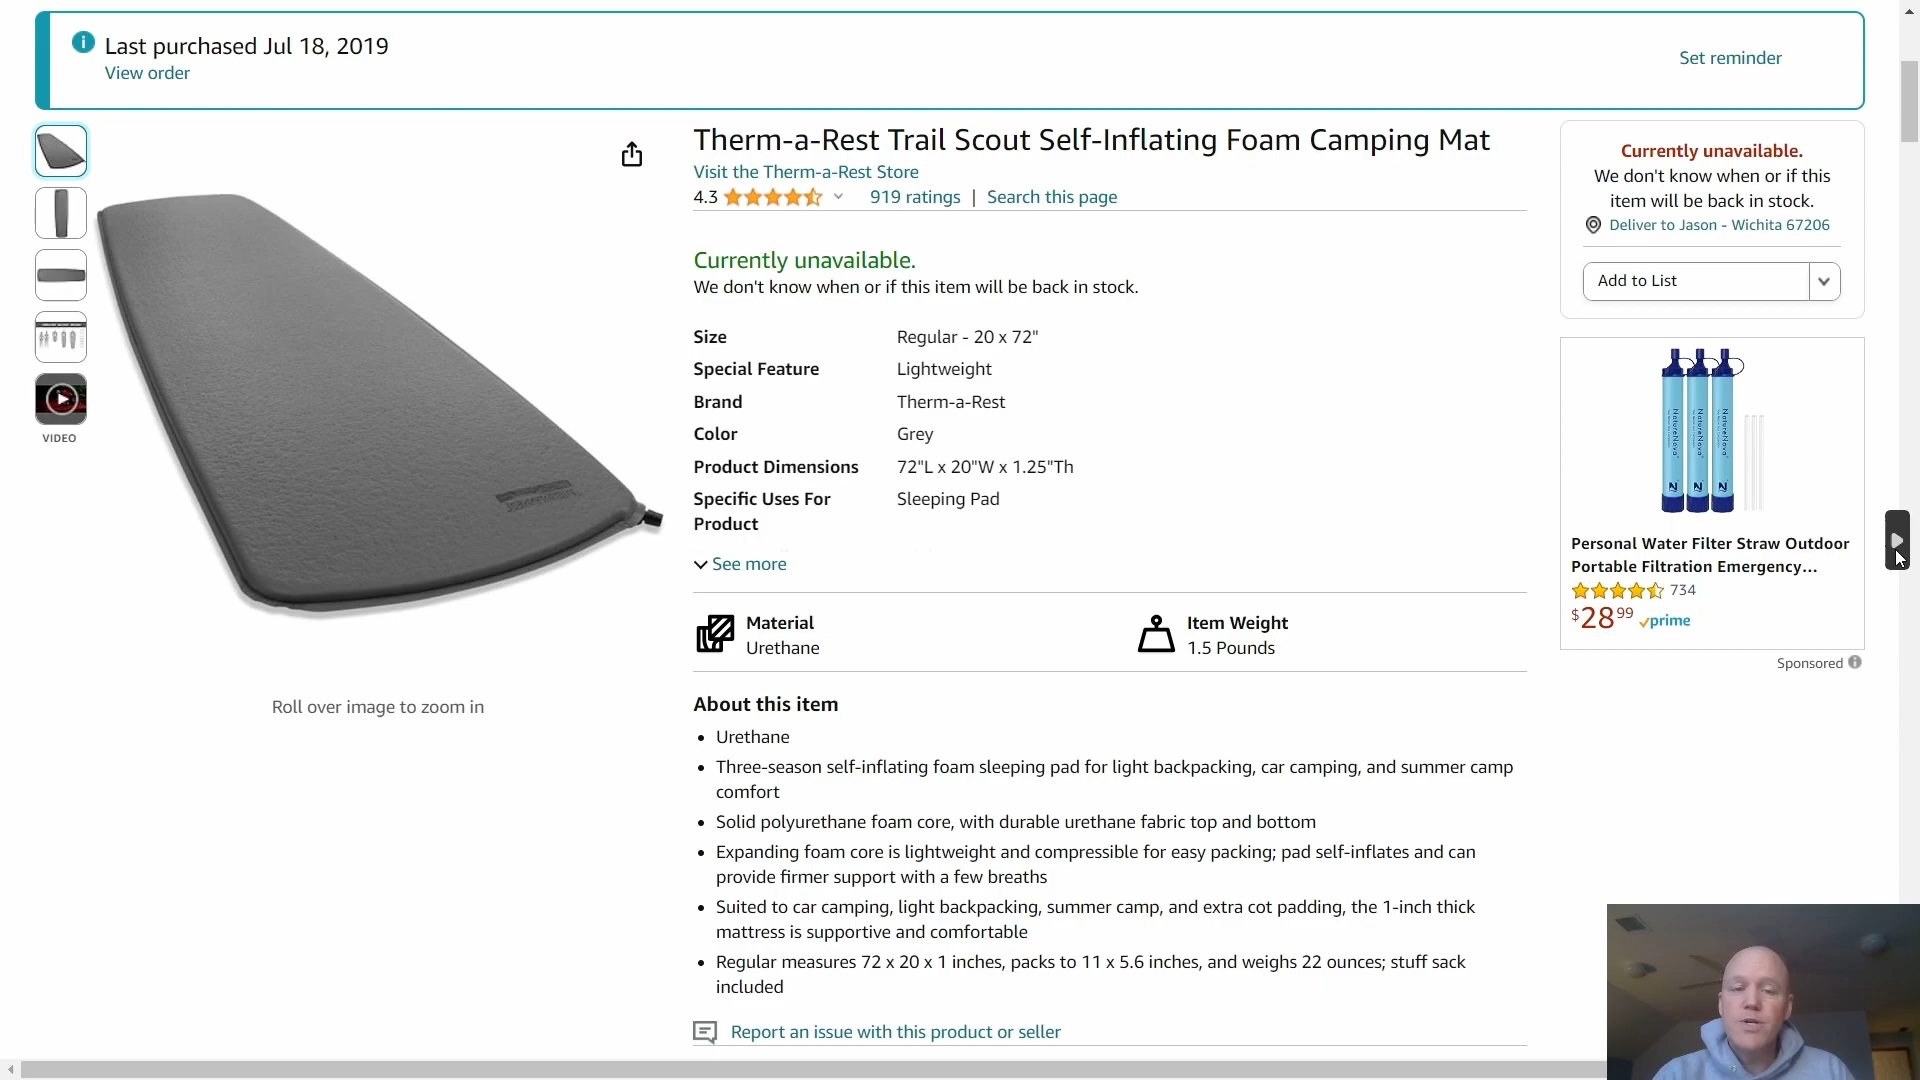 Last purchased Jul 18, 2019
View order
Set reminder
VIDEO
Roll over image to zoom in
Therm-a-Rest Trail Scout Self-Inflating Foam Camping Mat
Visit the Therm-a-Rest Store
4.3
919 ratings | Search this page
Currently unavailable.
We don't know when or if this item will be back in stock.
Size Regular - 20 x 72"
Special Feature Lightweight
Brand Therm-a-Rest
Color Grey
Product Dimensions 72"L x 20"W x 1.25"Th
Specific Uses For Sleeping Pad
Product
See more
Material
Urethane
Item Weight
1.5 Pounds
About this item
• Urethane
• Three-season self-inflating foam sleeping pad for light backpacking, car camping, and summer camp
comfort
• Solid polyurethane foam core, with durable urethane fabric top and bottom
• Expanding foam core is lightweight and compressible for easy packing; pad self-inflates and can
provide firmer support with a few breaths
• Suited to car camping, light backpacking, summer camp, and extra cot padding, the 1-inch thick
mattress is supportive and comfortable
• Regular measures 72 x 20 x 1 inches, packs to 11 x 5.6 inches, and weighs 22 ounces; stuff sack
included
Report an issue with this product or seller
Currently unavailable.
We don't know when or if this
item will be back in stock.
Deliver to Jason - Wichita 67206
Add to List
NatureNova NatureNova NatureNova
N N N
Personal Water Filter Straw Outdoor
Portable Filtration Emergency...
734
$28 99 prime
Sponsored